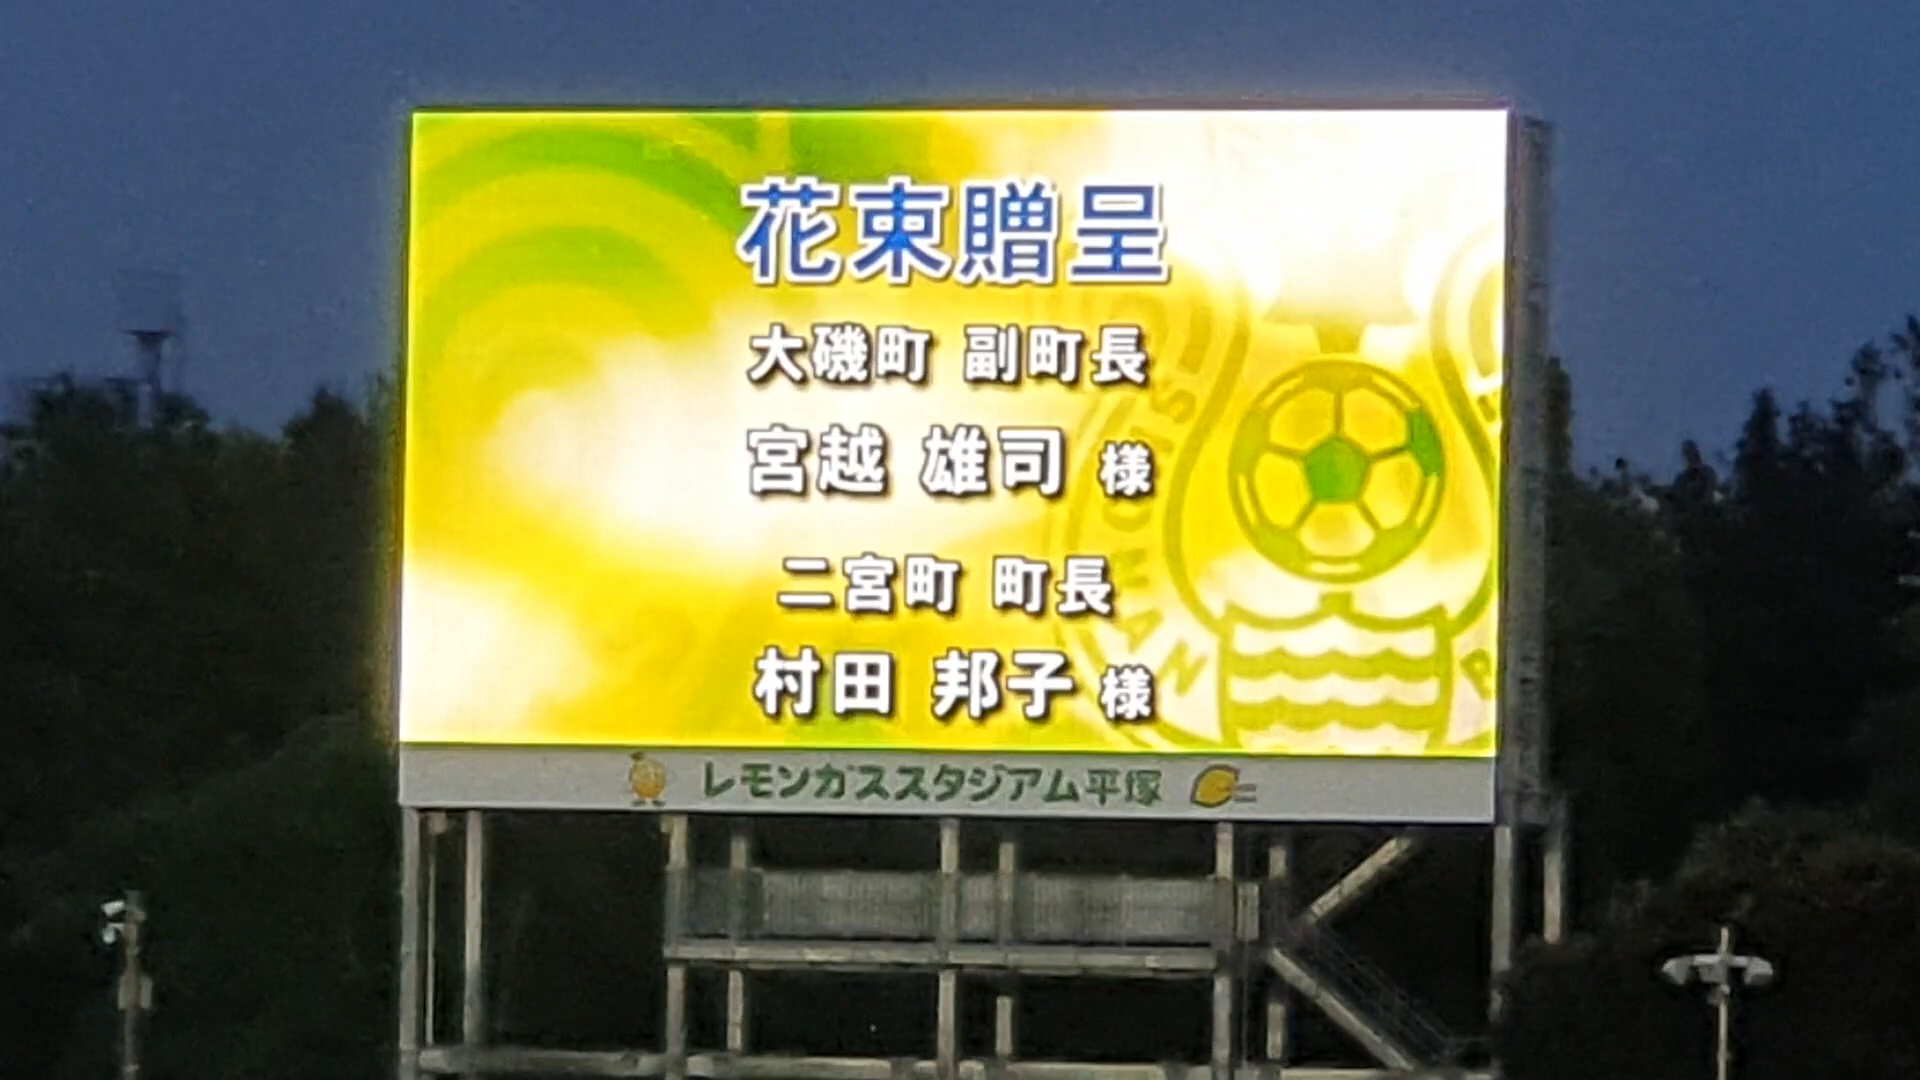 花束贈呈
大磯町 副町長
宮越 雄司 様
二宮町 町長
村田 邦子 様
レモンガススタジアム平塚